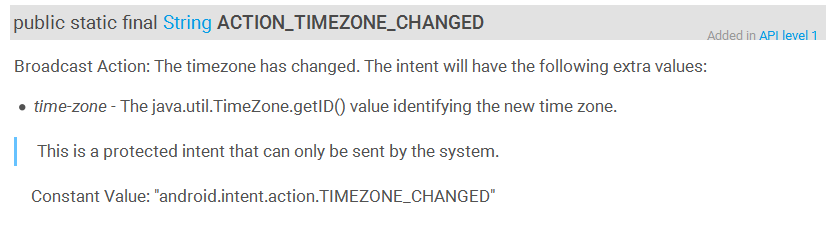 public static final String ACTION_TIMEZONE_CHANGED
Added in API level 1
Broadcast Action: The timezone has changed. The intent will have the following extra values:
• time-zone - The java.util.TimeZone.getID() value identifying the new time zone.
This is a protected intent that can only be sent by the system.
Constant Value: "android.intent.action.TIMEZONE_CHANGED"